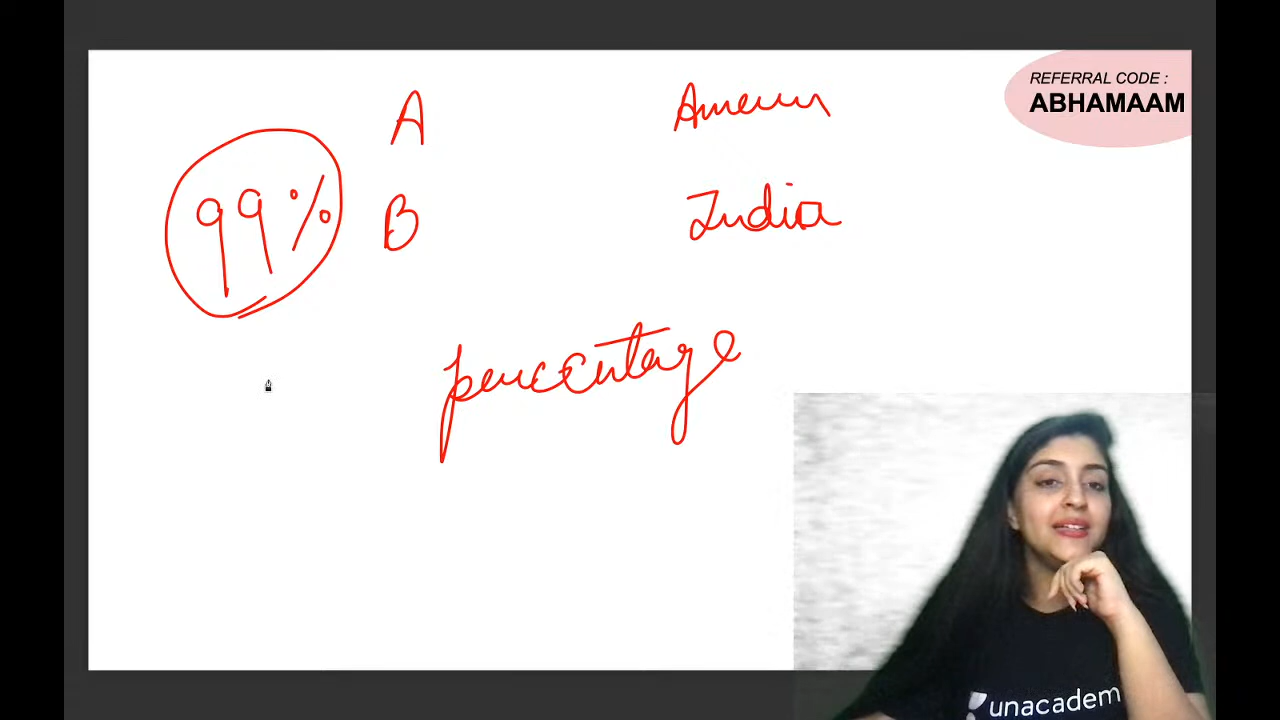 REFERRAL CODE :
ABHAMAAM
A
B
99%
India
percentage
unacadem